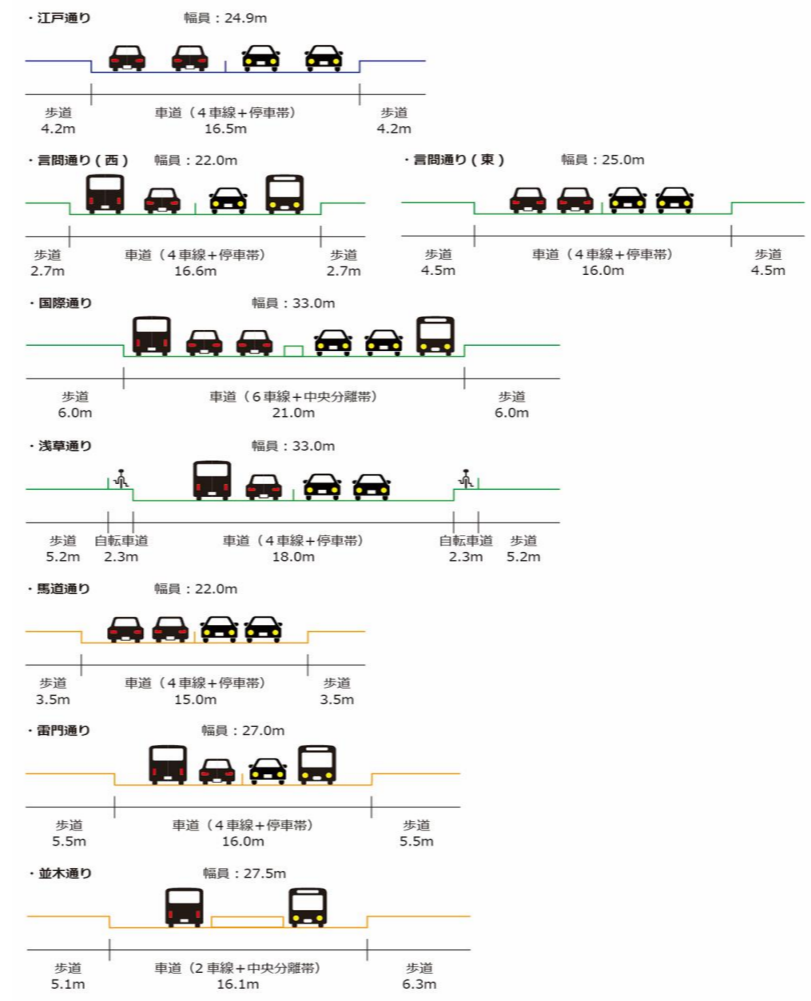 ・江戸通り 幅員：24.9m
歩道 車道（４車線＋停車帯） 歩道
4.2m 16.5m 4.2m
・言問通り(西) 幅員：22.0m ・言問通り(東) 幅員：25.0m
歩道 車道（４車線＋停車帯） 歩道 歩道 車道（４車線＋停車帯） 歩道
2.7m 16.6m 2.7m 4.5m 16.0m 4.5m
・国際通り 幅員：33.0m
歩道 車道（６車線＋中央分離帯） 歩道
6.0m 21.0m 6.0m
・浅草通り 幅員：33.0m
歩道 自転車道 車道（４車線＋停車帯） 自転車道 歩道
5.2m 2.3m 18.0m 2.3m 5.2m
・馬道通り 幅員：22.0m
歩道 車道（４車線＋停車帯） 歩道
3.5m 15.0m 3.5m
・雷門通り 幅員：27.0m
歩道 車道（４車線＋停車帯） 歩道
5.5m 16.0m 5.5m
・並木通り 幅員：27.5m
歩道 車道（２車線＋中央分離帯） 歩道
5.1m 16.1m 6.3m